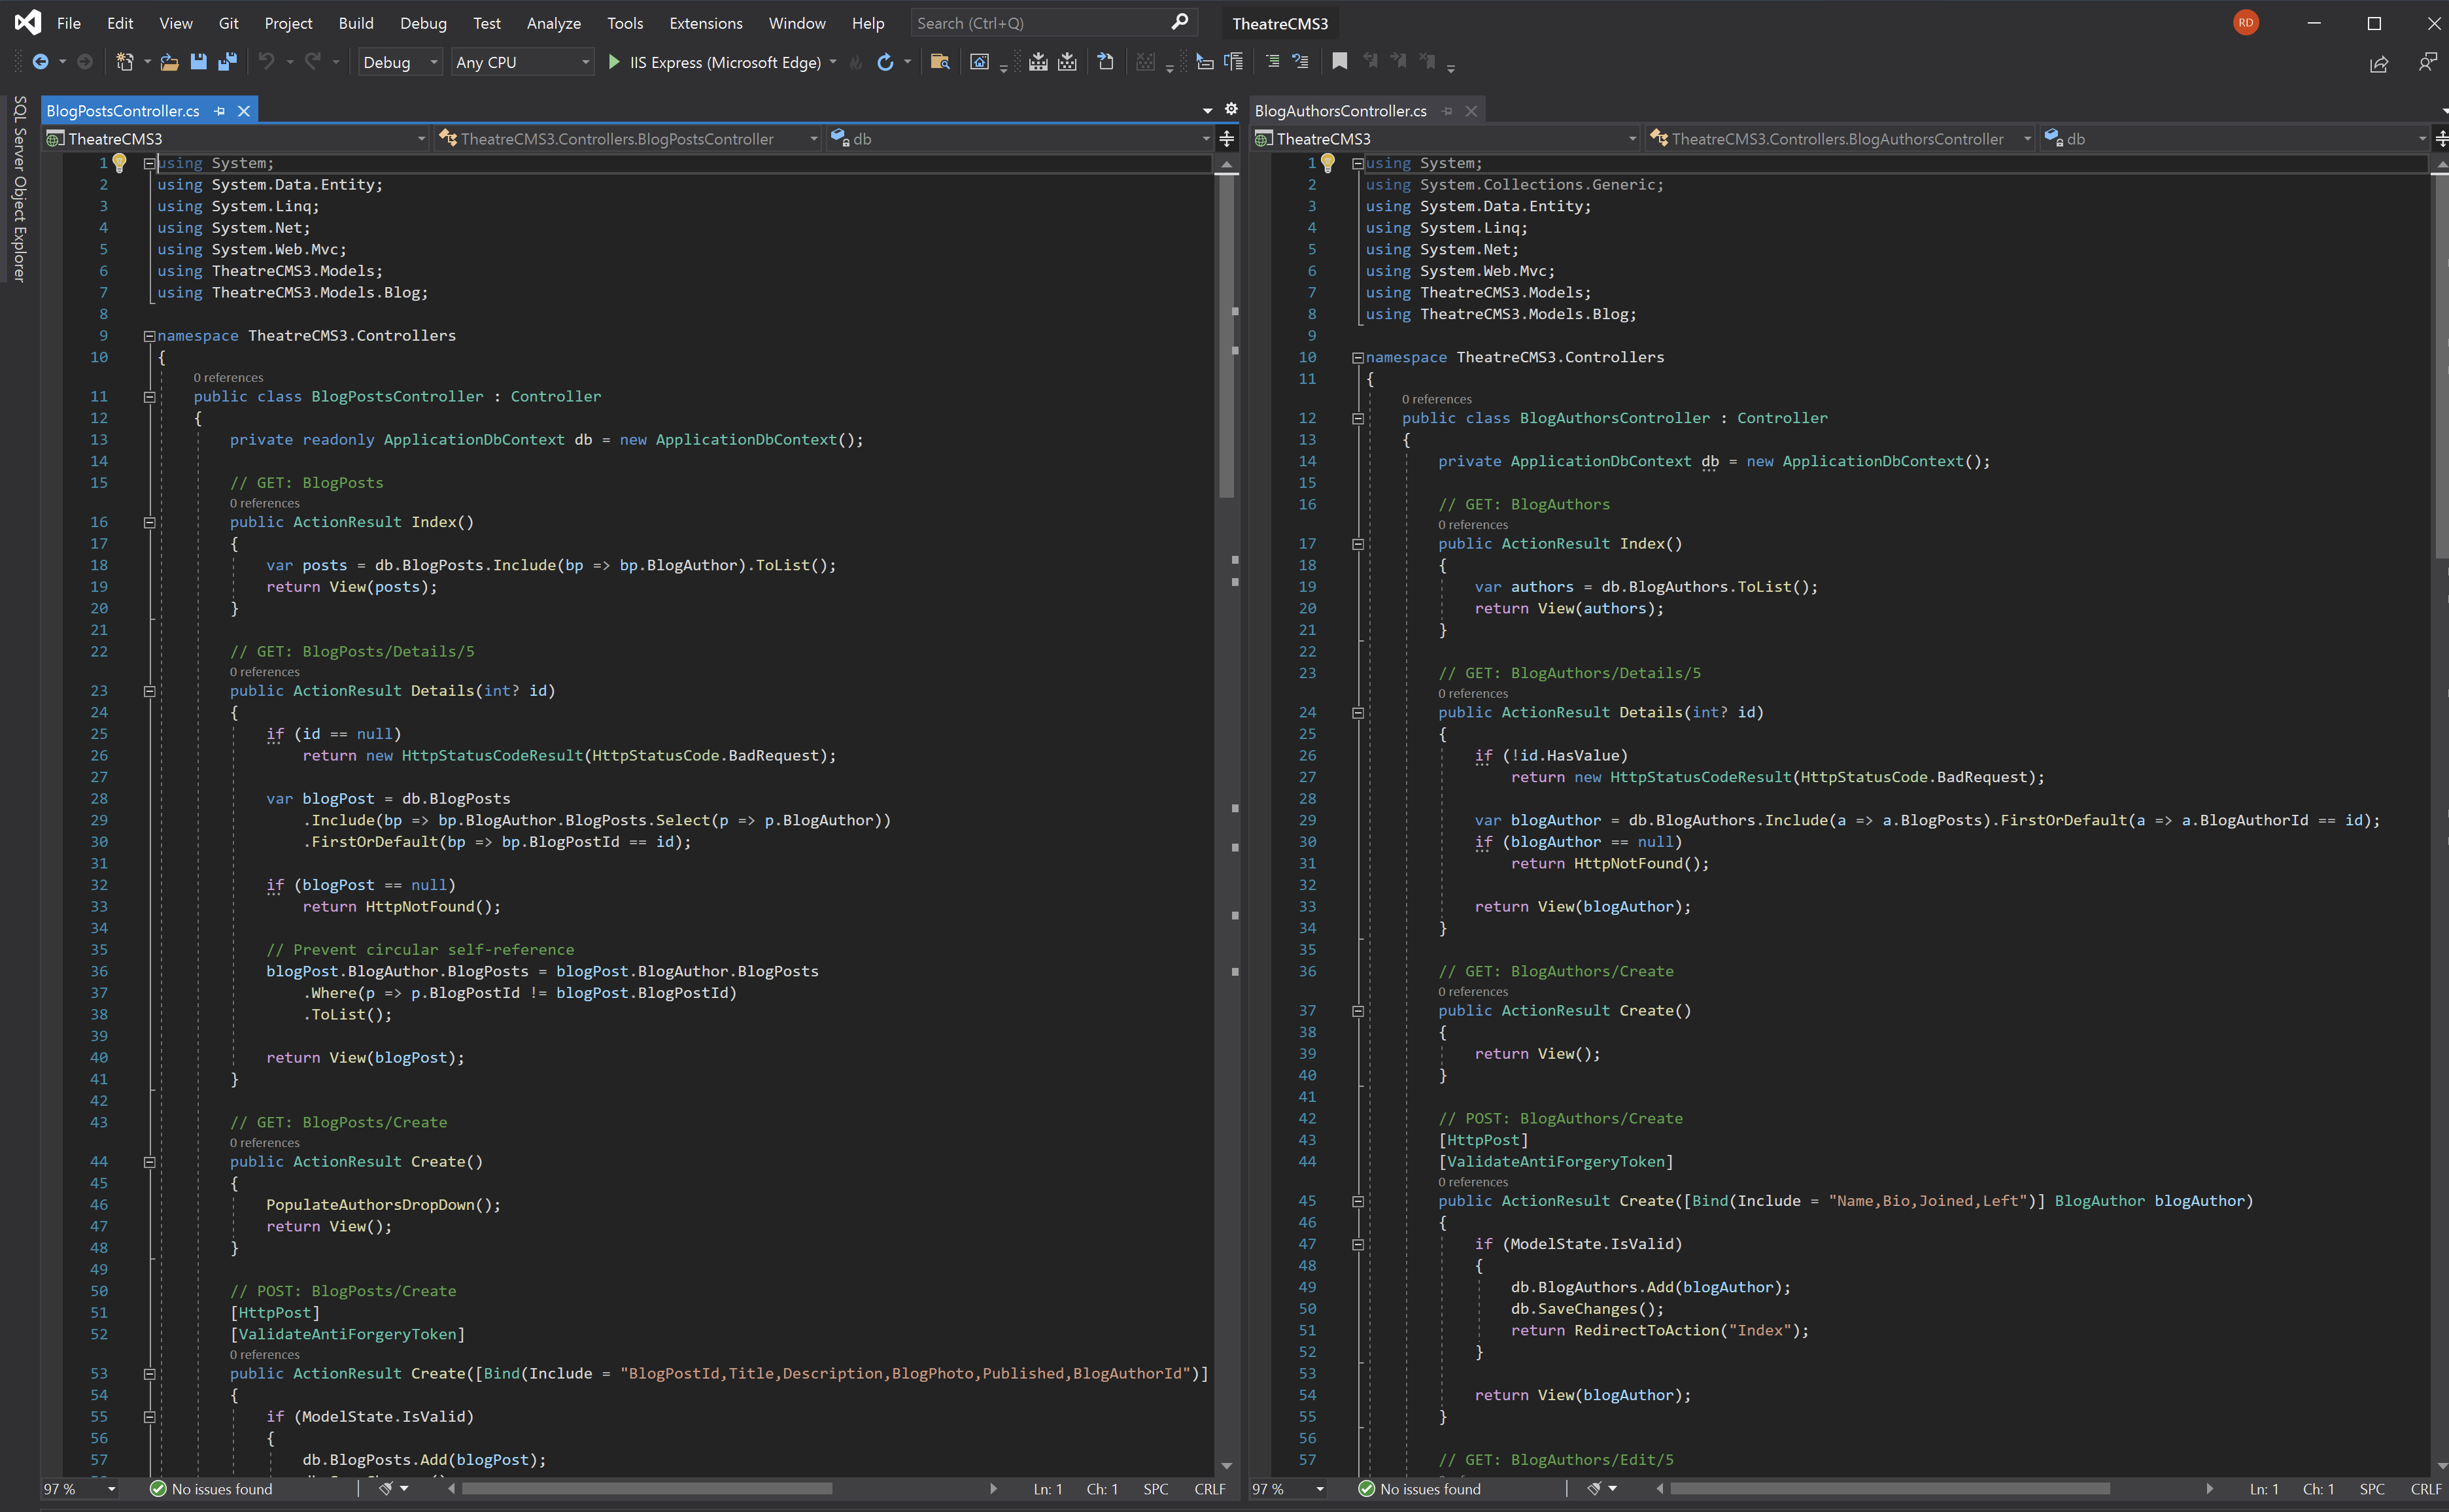 File Edit View Git Project Build Debug Test Analyze Tools Extensions Window Help Search (Ctrl+Q) TheatreCMS3 RD
Debug Any CPU IIS Express (Microsoft Edge)
SQL Server Object Explorer
BlogPostsController.cs
TheatreCMS3 TheatreCMS3.Controllers.BlogPostsController db
1 using System;
2 using System.Data.Entity;
3 using System.Linq;
4 using System.Net;
5 using System.Web.Mvc;
6 using TheatreCMS3.Models;
7 using TheatreCMS3.Models.Blog;
8
9 namespace TheatreCMS3.Controllers
10 {
0 references
11 public class BlogPostsController : Controller
12 {
13 private readonly ApplicationDbContext db = new ApplicationDbContext();
14
15 // GET: BlogPosts
0 references
16 public ActionResult Index()
17 {
18 var posts = db.BlogPosts.Include(bp => bp.BlogAuthor).ToList();
19 return View(posts);
20 }
21
22 // GET: BlogPosts/Details/5
0 references
23 public ActionResult Details(int? id)
24 {
25 if (id == null)
26 return new HttpStatusCodeResult(HttpStatusCode.BadRequest);
27
28 var blogPost = db.BlogPosts
29 .Include(bp => bp.BlogAuthor.BlogPosts.Select(p => p.BlogAuthor))
30 .FirstOrDefault(bp => bp.BlogPostId == id);
31
32 if (blogPost == null)
33 return HttpNotFound();
34
35 // Prevent circular self-reference
36 blogPost.BlogAuthor.BlogPosts = blogPost.BlogAuthor.BlogPosts
37 .Where(p => p.BlogPostId != blogPost.BlogPostId)
38 .ToList();
39
40 return View(blogPost);
41 }
42
43 // GET: BlogPosts/Create
0 references
44 public ActionResult Create()
45 {
46 PopulateAuthorsDropDown();
47 return View();
48 }
49
50 // POST: BlogPosts/Create
51 [HttpPost]
52 [ValidateAntiForgeryToken]
0 references
53 public ActionResult Create([Bind(Include = "BlogPostId,Title,Description,BlogPhoto,Published,BlogAuthorId")]
54 {
55 if (ModelState.IsValid)
56 {
57 db.BlogPosts.Add(blogPost);
97 % No issues found Ln: 1 Ch: 1 SPC CRLF
BlogAuthorsController.cs
TheatreCMS3 TheatreCMS3.Controllers.BlogAuthorsController db
1 using System;
2 using System.Collections.Generic;
3 using System.Data.Entity;
4 using System.Linq;
5 using System.Net;
6 using System.Web.Mvc;
7 using TheatreCMS3.Models;
8 using TheatreCMS3.Models.Blog;
9
10 namespace TheatreCMS3.Controllers
11 {
0 references
12 public class BlogAuthorsController : Controller
13 {
14 private ApplicationDbContext db = new ApplicationDbContext();
15
16 // GET: BlogAuthors
0 references
17 public ActionResult Index()
18 {
19 var authors = db.BlogAuthors.ToList();
20 return View(authors);
21 }
22
23 // GET: BlogAuthors/Details/5
0 references
24 public ActionResult Details(int? id)
25 {
26 if (!id.HasValue)
27 return new HttpStatusCodeResult(HttpStatusCode.BadRequest);
28
29 var blogAuthor = db.BlogAuthors.Include(a => a.BlogPosts).FirstOrDefault(a => a.BlogAuthorId == id);
30 if (blogAuthor == null)
31 return HttpNotFound();
32
33 return View(blogAuthor);
34 }
35
36 // GET: BlogAuthors/Create
0 references
37 public ActionResult Create()
38 {
39 return View();
40 }
41
42 // POST: BlogAuthors/Create
43 [HttpPost]
44 [ValidateAntiForgeryToken]
0 references
45 public ActionResult Create([Bind(Include = "Name,Bio,Joined,Left")] BlogAuthor blogAuthor)
46 {
47 if (ModelState.IsValid)
48 {
49 db.BlogAuthors.Add(blogAuthor);
50 db.SaveChanges();
51 return RedirectToAction("Index");
52 }
53
54 return View(blogAuthor);
55 }
56
57 // GET: BlogAuthors/Edit/5
97 % No issues found Ln: 1 Ch: 1 SPC CRLF